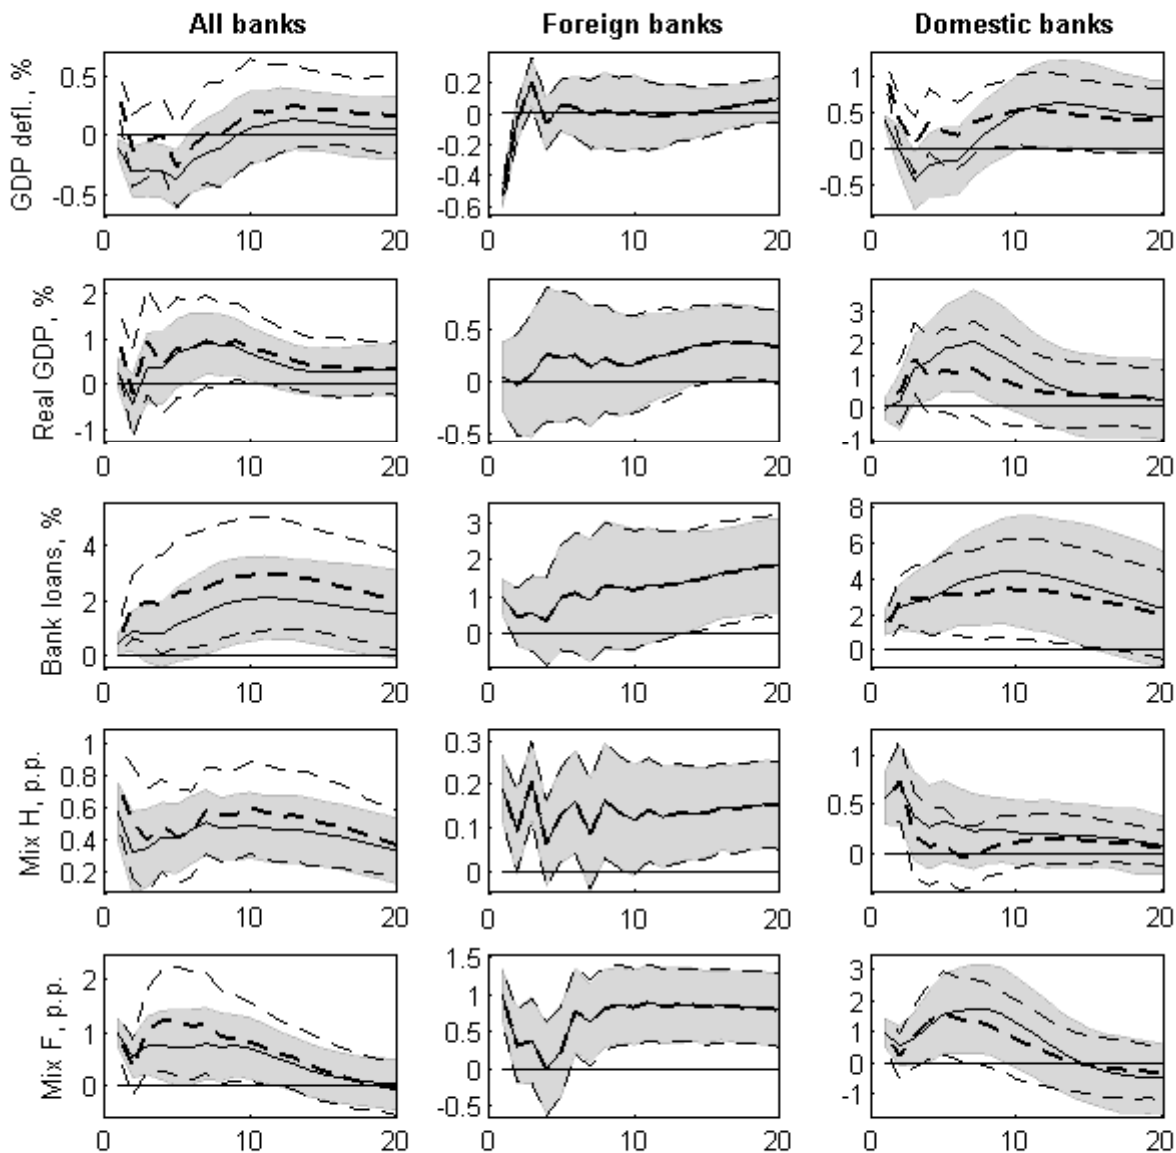 All banks Foreign banks Domestic banks
GDP defl., %
0.5 0 -0.5
0 10 20
0.2 0 -0.2 -0.4 -0.6
0 10 20
1 0.5 0 -0.5
0 10 20
Real GDP, %
2 1 0 -1
0 10 20
0.5 0 -0.5
0 10 20
3 2 1 0 -1
0 10 20
Bank loans, %
4 2 0
0 10 20
3 2 1 0
0 10 20
8 6 4 2 0
0 10 20
Mix H, p.p.
1 0.8 0.6 0.4 0.2
0 10 20
0.3 0.2 0.1 0
0 10 20
1 0.5 0
0 10 20
Mix F, p.p.
2 1 0
0 10 20
1.5 1 0.5 0 -0.5
0 10 20
3 2 1 0 -1
0 10 20